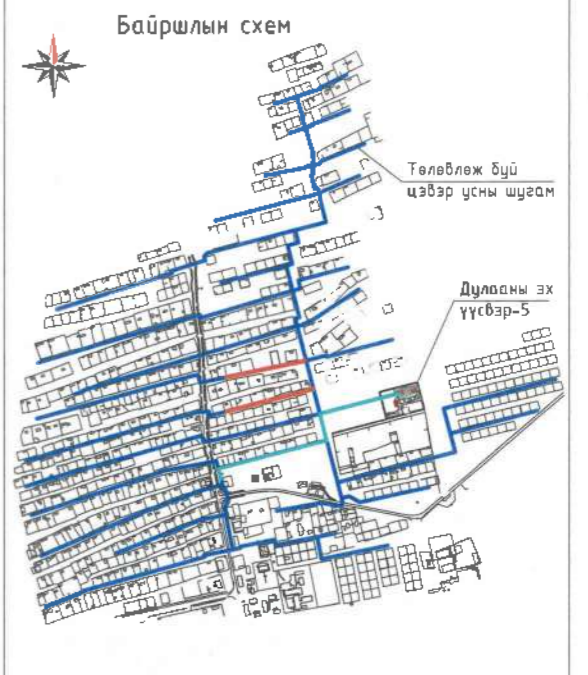 Байршлын схем
Төлөвлөж буй
цэвэр усны шугам
Дулааны эх
үүсвэр-5